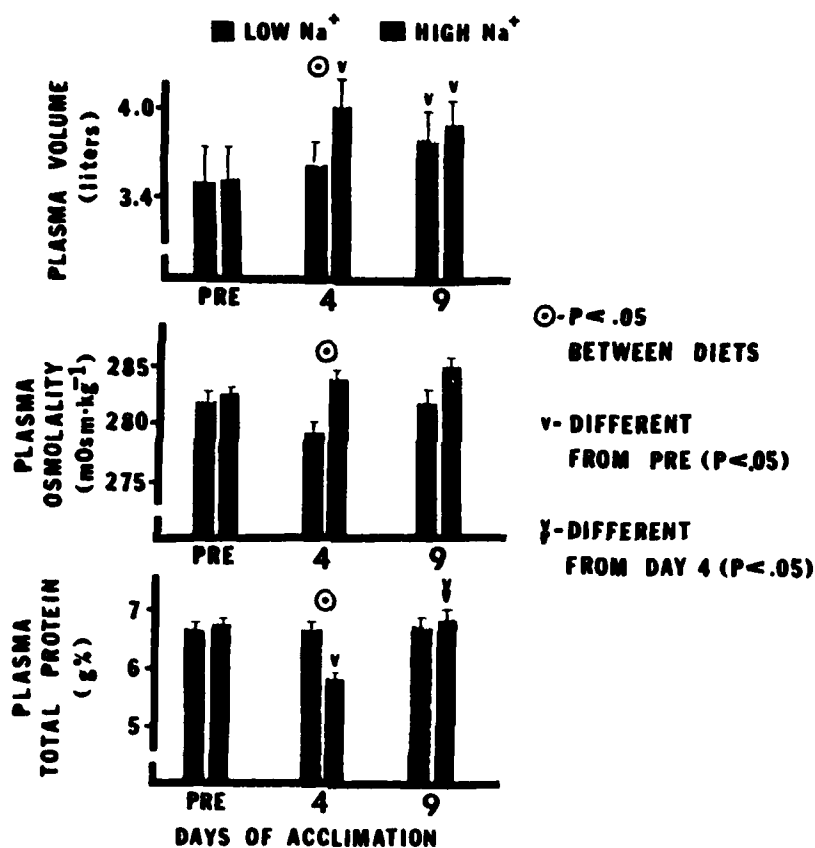 LOW Na+ HIGH Na+
PLASMA VOLUME
(liters)
4.0
3.4
PRE 4 9
⊙-P<.05
BETWEEN DIETS
v- DIFFERENT
FROM PRE (P<.05)
DIFFERENT
FROM DAY 4 (P<.05)
PLASMA
OSMOLALITY
(mOsm·kg-1)
285
280
275
PRE 4 9
PLASMA
TOTAL PROTEIN
(g%)
7
6
5
PRE 4 9
DAYS OF ACCLIMATION